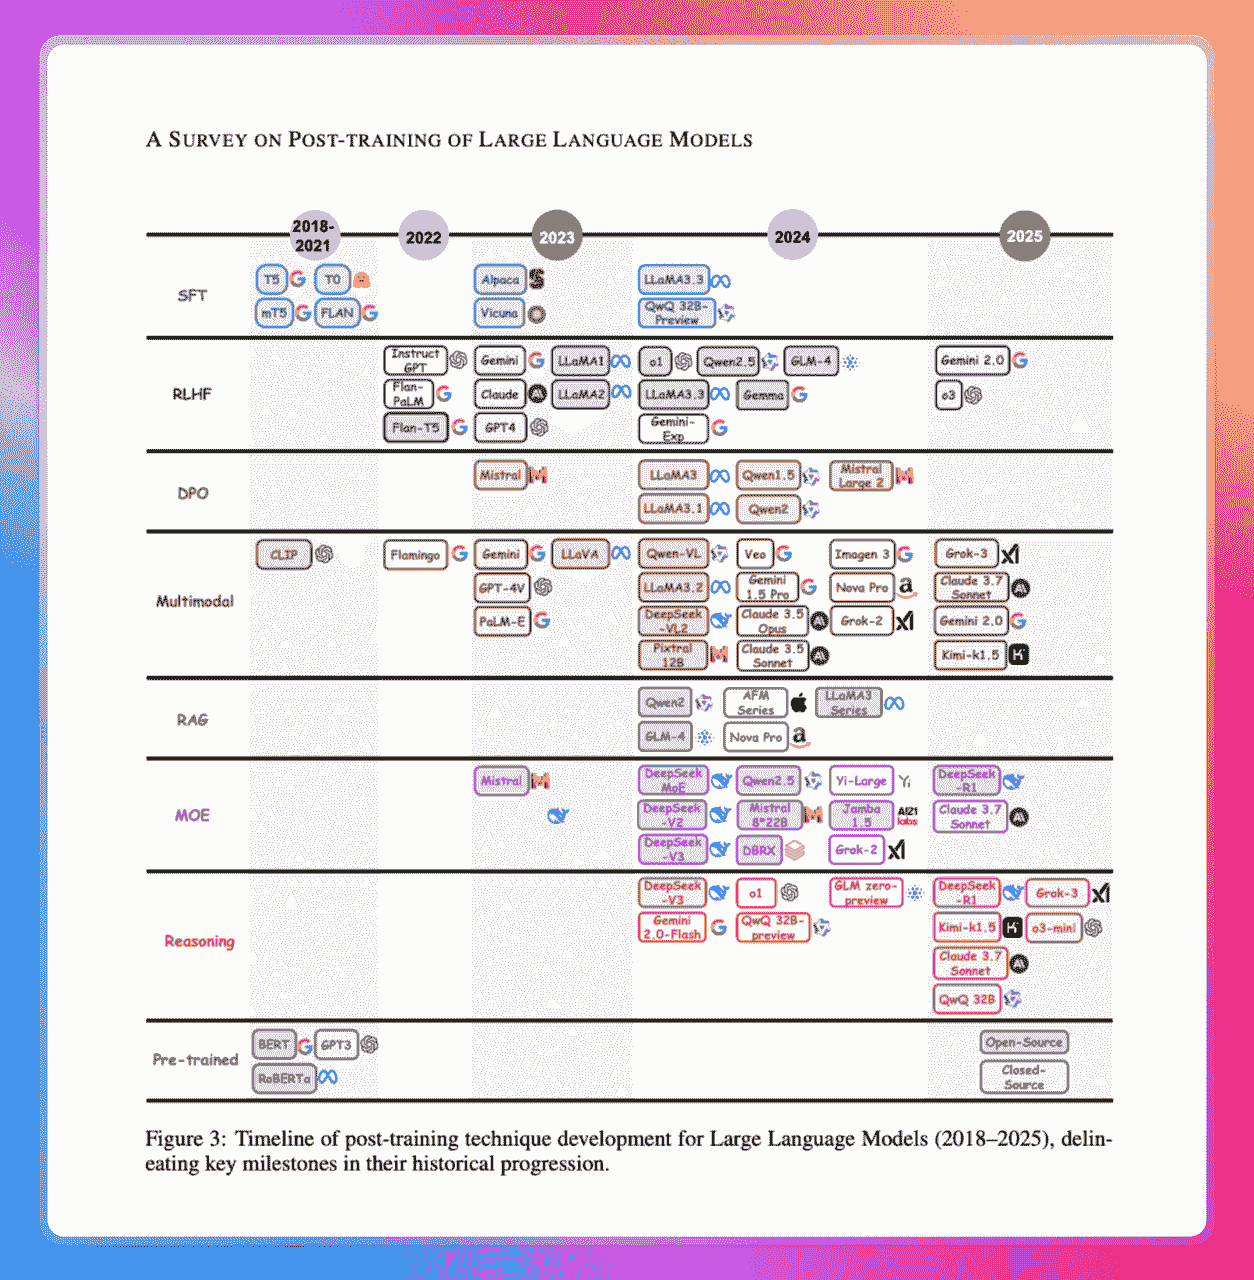 A SURVEY ON POST-TRAINING OF LARGE LANGUAGE MODELS
2018-
2021
2022
2023
2024
2025
SFT
T5
T0
mT5
FLAN
Alpaca
Vicuna
LLaMA3.3
QwQ 32B-
Preview
RLHF
Instruct
GPT
Flan-
PaLM
Flan-T5
Gemini
LLaMA1
Claude
LLaMA2
GPT4
o1
Qwen2.5
GLM-4
LLaMA3.3
Gemma
Gemini-
Exp
Gemini 2.0
o3
DPO
Mistral
LLaMA3
Qwen1.5
Mistral
Large 2
LLaMA3.1
Qwen2
Multimodal
CLIP
Flamingo
Gemini
LLaVA
GPT-4V
PaLM-E
Qwen-VL
Veo
Imagen 3
LLaMA3.2
Gemini
1.5 Pro
Nova Pro
DeepSeek
-VL2
Claude 3.5
Opus
Grok-2
Pixtral
12B
Claude 3.5
Sonnet
Grok-3
Claude 3.7
Sonnet
Gemini 2.0
Kimi-k1.5
RAG
Qwen2
AFM
Series
LLaMA3
Series
GLM-4
Nova Pro
MOE
Mistral
DeepSeek
MoE
Qwen2.5
Yi-Large
DeepSeek
-V2
Mistral
8*22B
Jamba
1.5
AI21
labs
DeepSeek
-V3
DBRX
Grok-2
DeepSeek
-R1
Claude 3.7
Sonnet
Reasoning
DeepSeek
-V3
o1
GLM zero-
preview
Gemini
2.0-Flash
QwQ 32B-
preview
DeepSeek
-R1
Grok-3
Kimi-k1.5
o3-mini
Claude 3.7
Sonnet
QwQ 32B
Pre-trained
BERT
GPT3
RoBERTa
Open-Source
Closed-
Source
Figure 3: Timeline of post-training technique development for Large Language Models (2018–2025), delin-
eating key milestones in their historical progression.